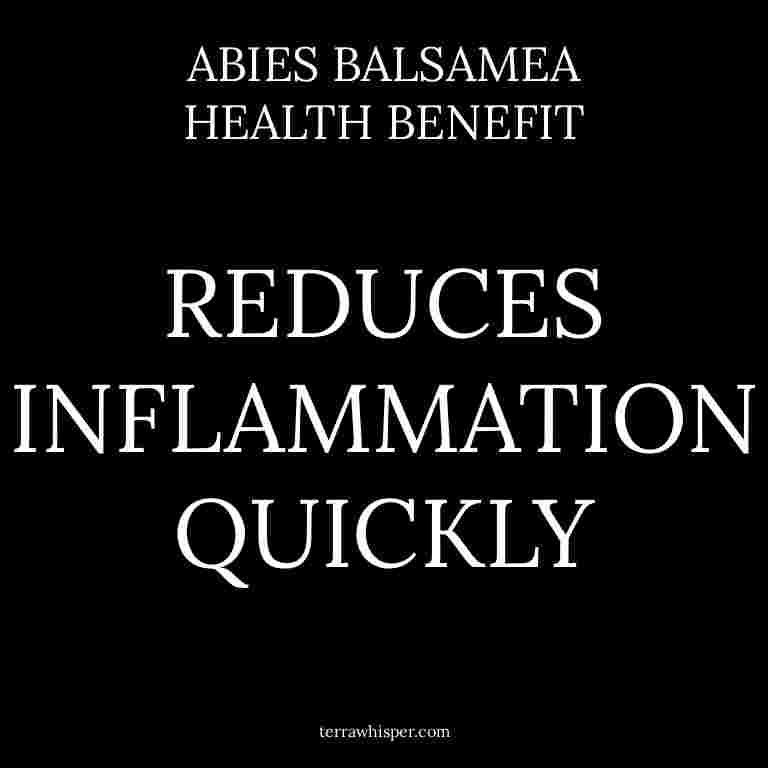 ABIES BALSAMEA
HEALTH BENEFIT
REDUCES
INFLAMMATION
QUICKLY
terrawhisper.com